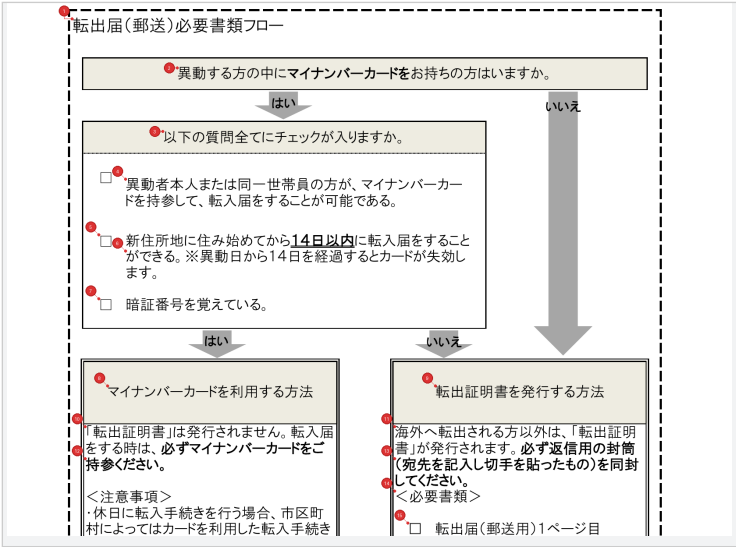 転出届(郵送)必要書類フロー
異動する方の中にマイナンバーカードをお持ちの方はいますか。
はい
いいえ
以下の質問全てにチェックが入りますか。
□ 異動者本人または同一世帯員の方が、マイナンバーカー
ドを持参して、転入届をすることが可能である。
□ 新住所地に住み始めてから14日以内に転入届をすること
ができる。※異動日から14日を経過するとカードが失効し
ます。
□ 暗証番号を覚えている。
はい
いいえ
マイナンバーカードを利用する方法
「転出証明書」は発行されません。転入届
をする時は、必ずマイナンバーカードをご
持参ください。
<注意事項>
・休日に転入手続きを行う場合、市区町
村によってはカードを利用した転入手続き
転出証明書を発行する方法
海外へ転出される方以外は、「転出証明
書」が発行されます。必ず返信用の封筒
(宛先を記入し切手を貼ったもの)を同封
してください。
<必要書類>
□ 転出届(郵送用)1ページ目